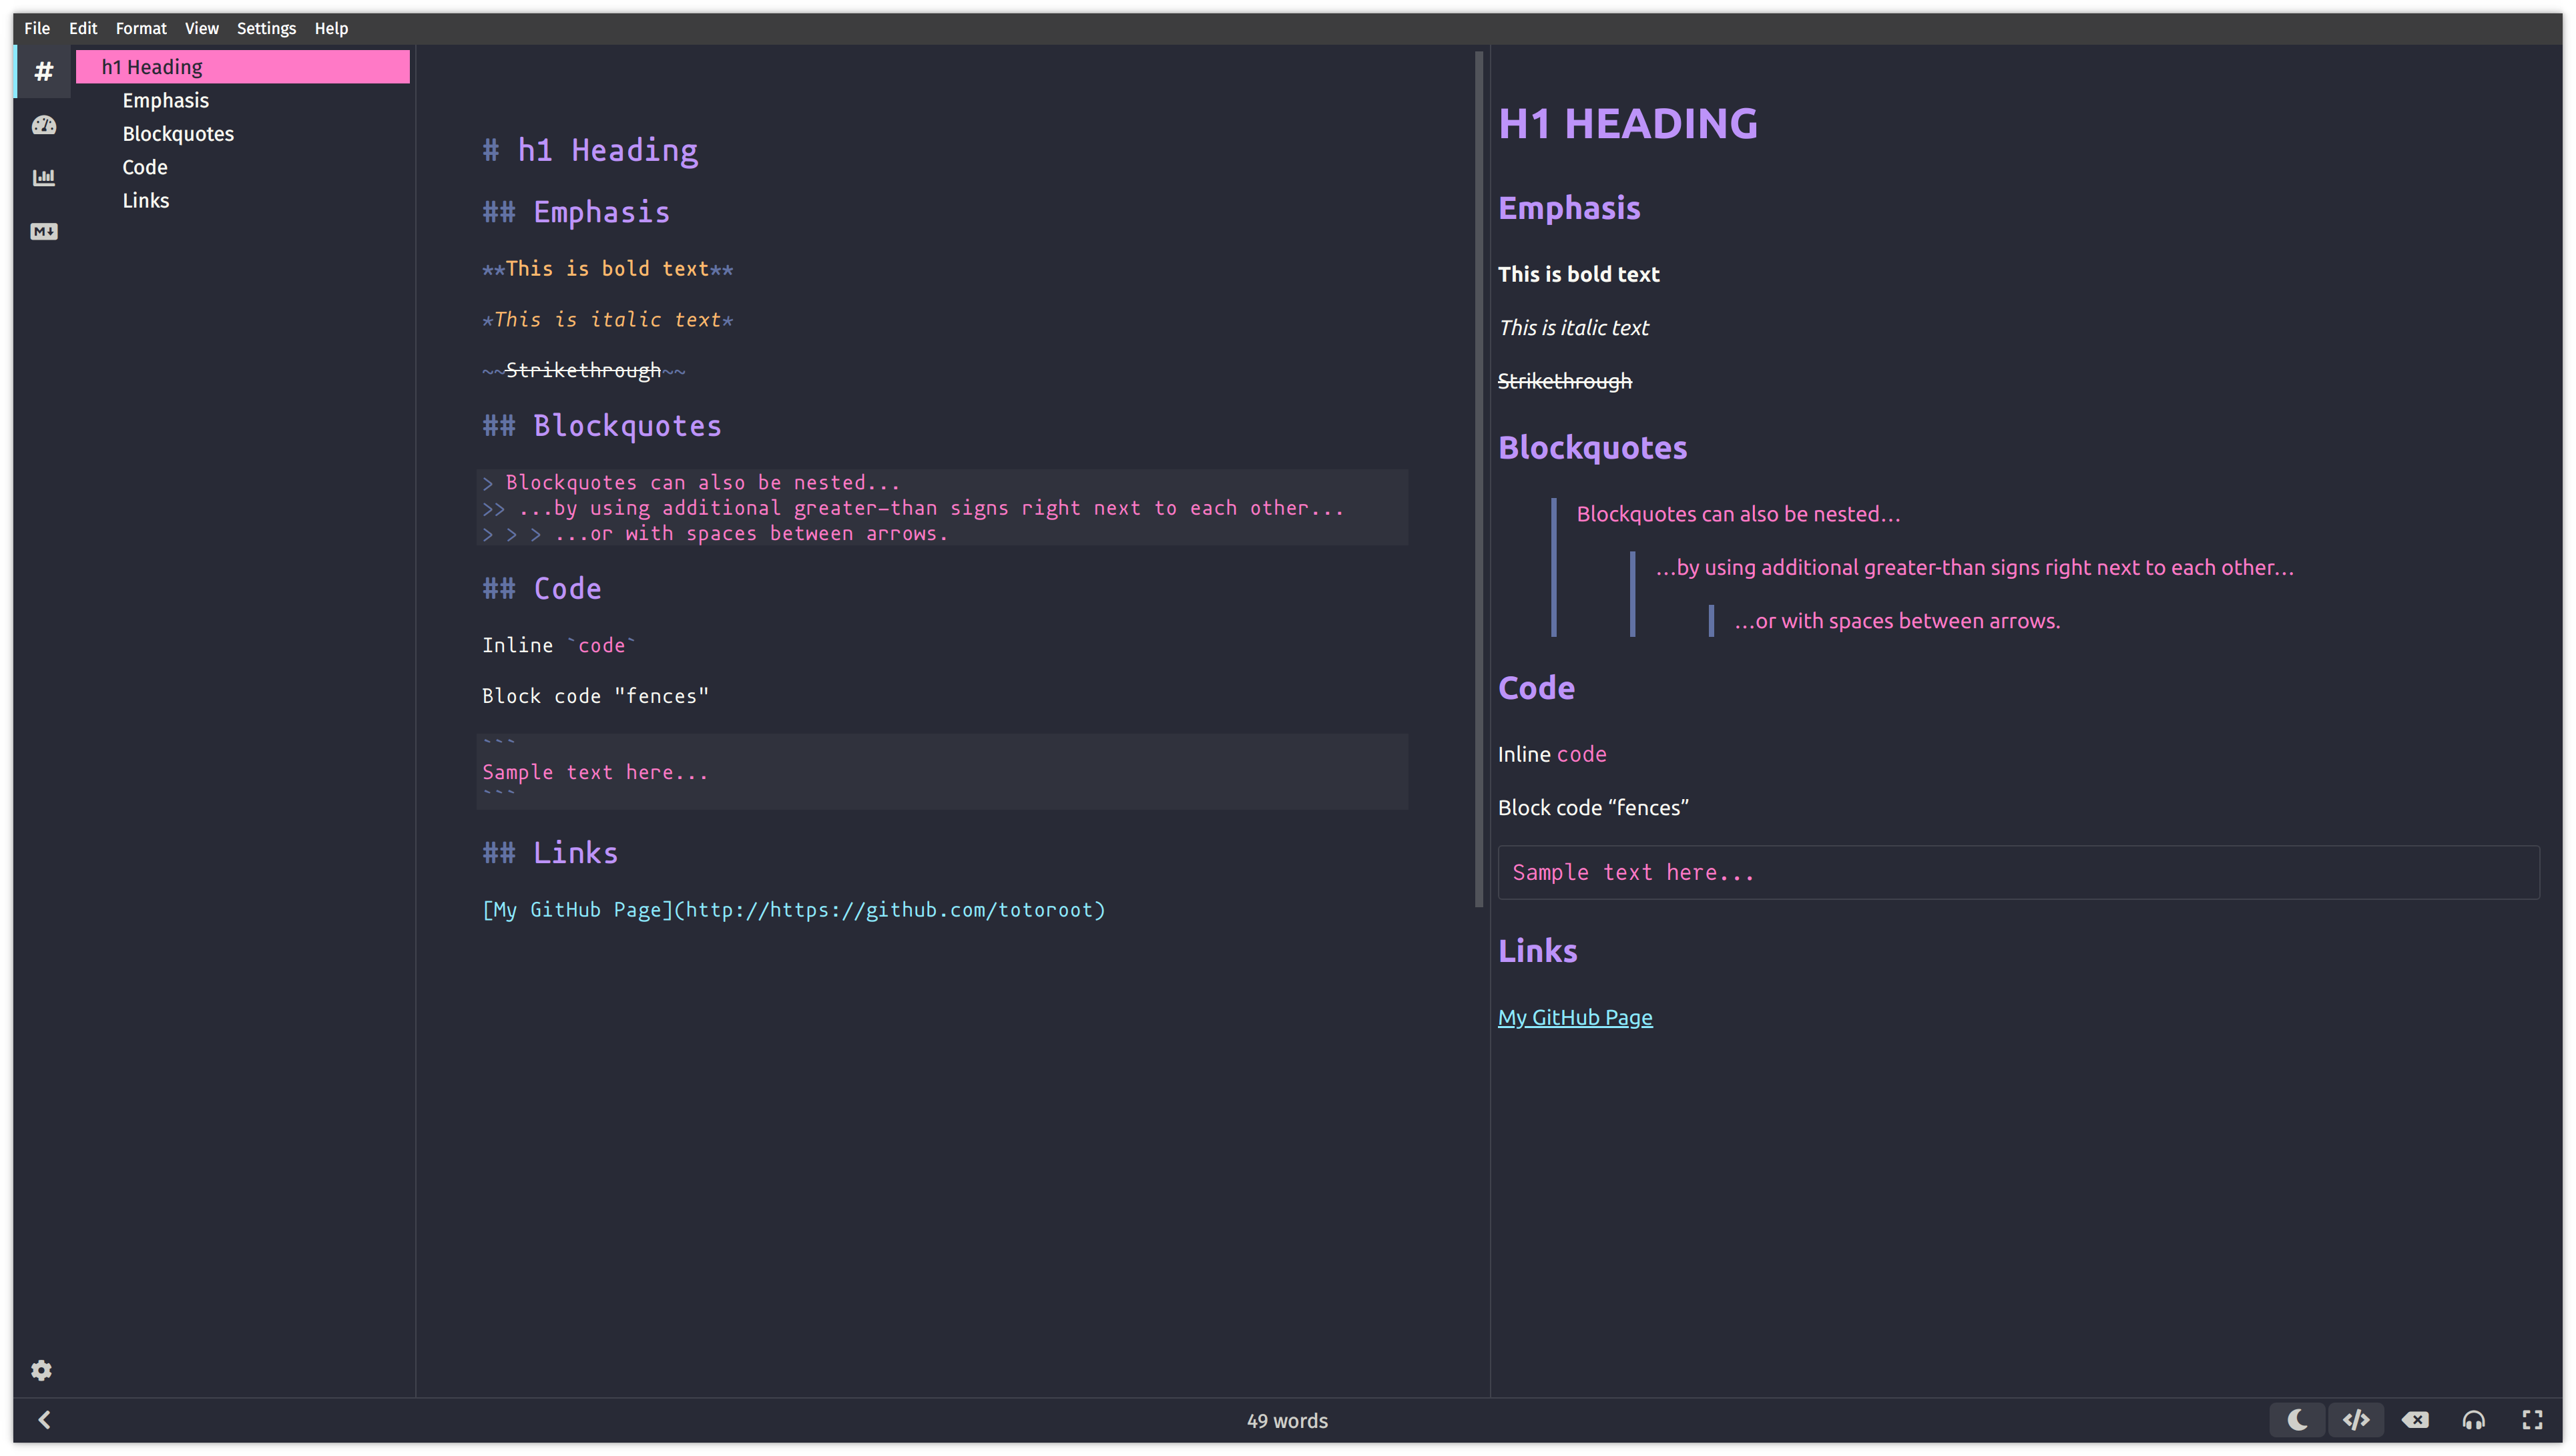 File Edit Format View Settings Help
#
h1 Heading
Emphasis
Blockquotes
Code
Links
M
# h1 Heading
## Emphasis
**This is bold text**
*This is italic text*
~~Strikethrough~~
## Blockquotes
> Blockquotes can also be nested...
>> ...by using additional greater-than signs right next to each other...
> > > ...or with spaces between arrows.
## Code
Inline `code`
Block code "fences"
```
Sample text here...
```
## Links
[My GitHub Page](http://https://github.com/totoroot)
H1 HEADING
Emphasis
This is bold text
This is italic text
Strikethrough
Blockquotes
Blockquotes can also be nested…
…by using additional greater-than signs right next to each other…
…or with spaces between arrows.
Code
Inline code
Block code “fences”
Sample text here...
Links
My GitHub Page
49 words